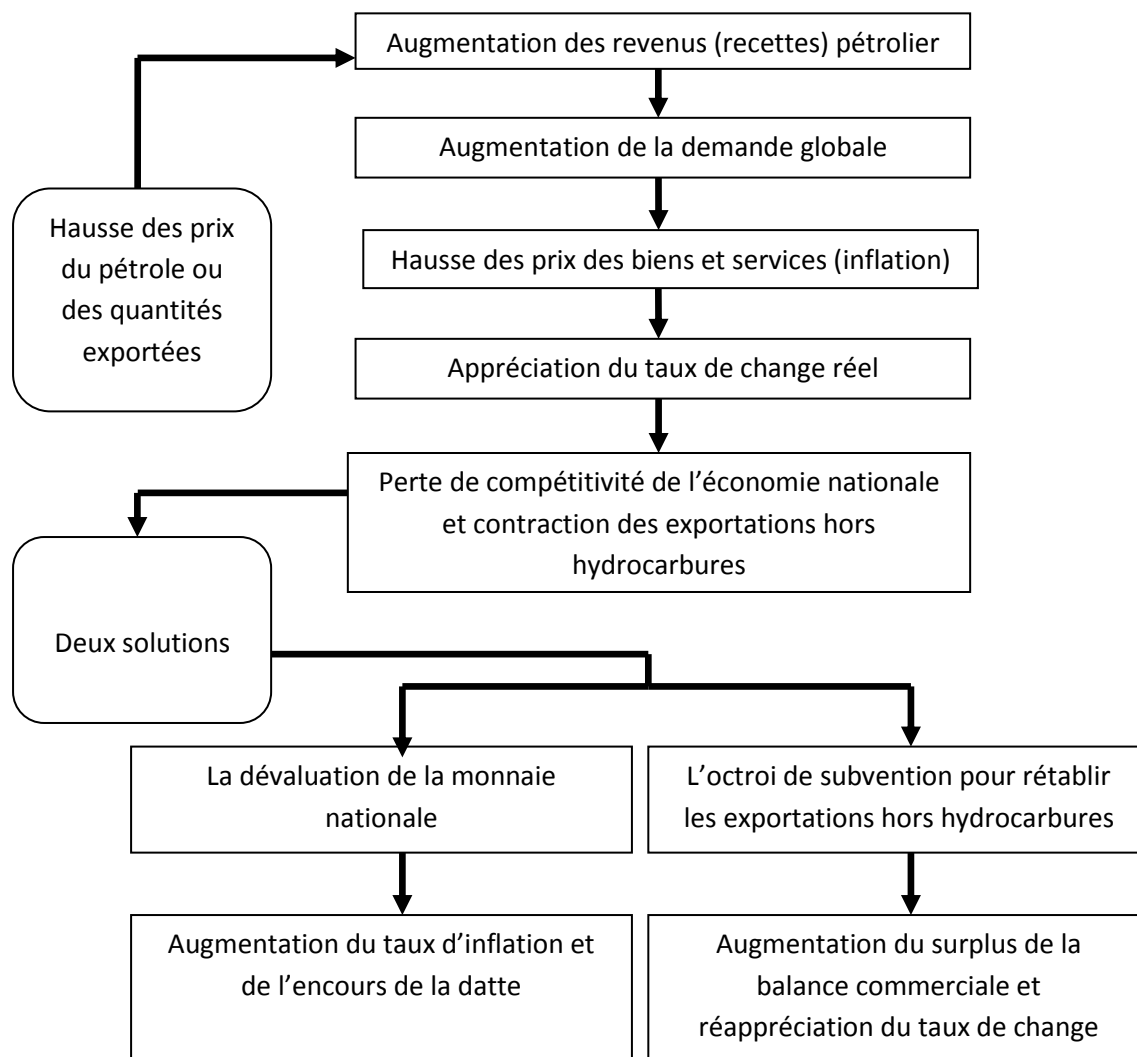 Augmentation des revenus (recettes) pétrolier
Augmentation de la demande globale
Hausse des prix
du pétrole ou
des quantités
exportées
Hausse des prix des biens et services (inflation)
Appréciation du taux de change réel
Perte de compétitivité de l’économie nationale
et contraction des exportations hors
hydrocarbures
Deux solutions
La dévaluation de la monnaie
nationale
L’octroi de subvention pour rétablir
les exportations hors hydrocarbures
Augmentation du taux d’inflation et
de l’encours de la datte
Augmentation du surplus de la
balance commerciale et
réappréciation du taux de change